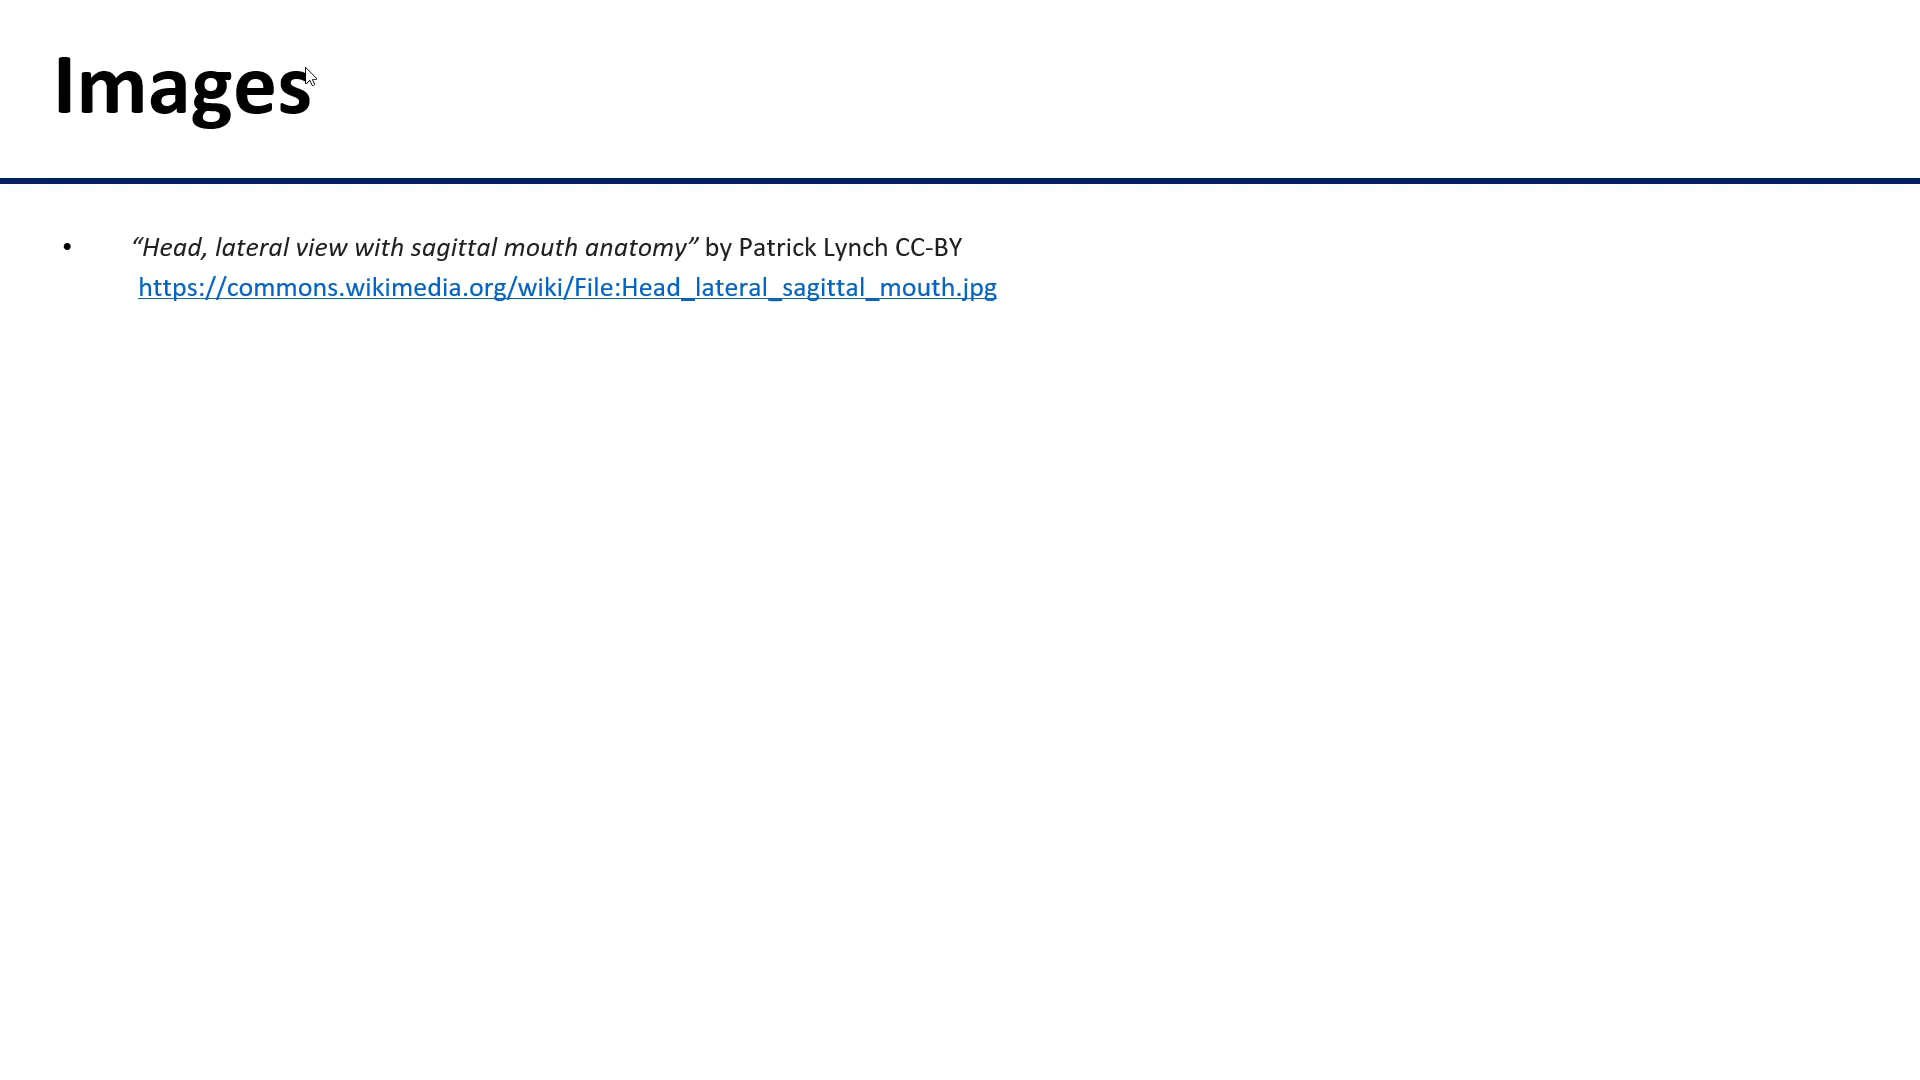 Images
• “Head, lateral view with sagittal mouth anatomy” by Patrick Lynch CC-BY
https://commons.wikimedia.org/wiki/File:Head_lateral_sagittal_mouth.jpg